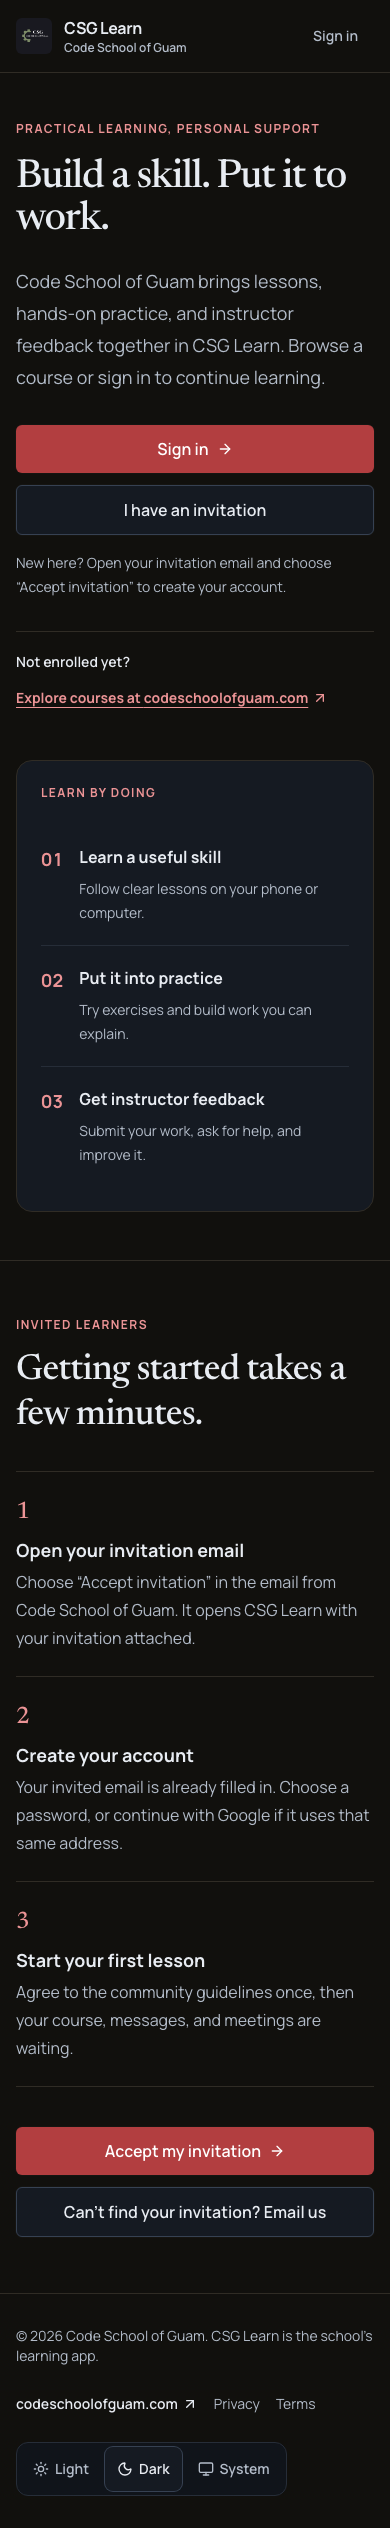 CSG Learn
Code School of Guam
Sign in
PRACTICAL LEARNING, PERSONAL SUPPORT
Build a skill. Put it to
work.
Code School of Guam brings lessons,
hands-on practice, and instructor
feedback together in CSG Learn. Browse a
course or sign in to continue learning.
Sign in →
I have an invitation
New here? Open your invitation email and choose
“Accept invitation” to create your account.
Not enrolled yet?
Explore courses at codeschoolofguam.com ↗
LEARN BY DOING
01 Learn a useful skill
Follow clear lessons on your phone or
computer.
02 Put it into practice
Try exercises and build work you can
explain.
03 Get instructor feedback
Submit your work, ask for help, and
improve it.
INVITED LEARNERS
Getting started takes a
few minutes.
1
Open your invitation email
Choose “Accept invitation” in the email from
Code School of Guam. It opens CSG Learn with
your invitation attached.
2
Create your account
Your invited email is already filled in. Choose a
password, or continue with Google if it uses that
same address.
3
Start your first lesson
Agree to the community guidelines once, then
your course, messages, and meetings are
waiting.
Accept my invitation →
Can’t find your invitation? Email us
© 2026 Code School of Guam. CSG Learn is the school’s
learning app.
codeschoolofguam.com ↗ Privacy Terms
Light Dark System